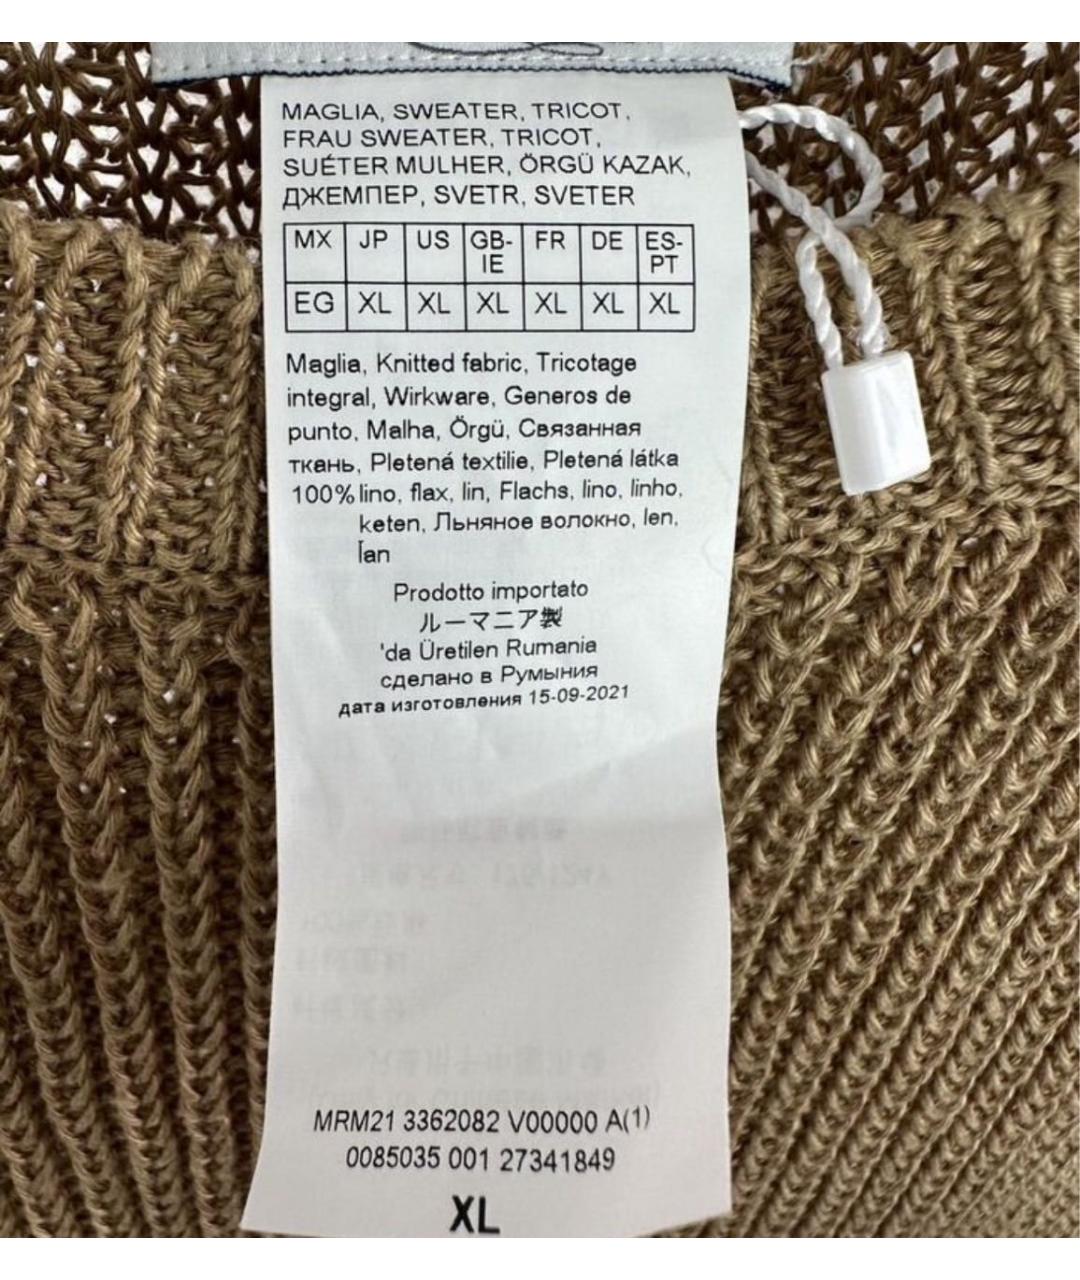 MAGLIA, SWEATER, TRICOT,
FRAU SWEATER, TRICOT,
SUÉTER MULHER, ÖRGÜ KAZAK,
ДЖЕМПЕР, SVETR, SVETER
MX JP US GB-IE FR DE ES-PT
EG XL XL XL XL XL XL
Maglia, Knitted fabric, Tricotage
integral, Wirkware, Generos de
punto, Malha, Örgü, Связанная
ткань, Pletená textilie, Pletená látka
100% lino, flax, lin, Flachs, lino, linho,
keten, Льняное волокно, len,
ľan
Prodotto importato
ルーマニア製
'da Üretilen Rumania
сделано в Румыния
дата изготовления 15-09-2021
MRM21 3362082 V00000 A(1)
0085035 001 27341849
XL